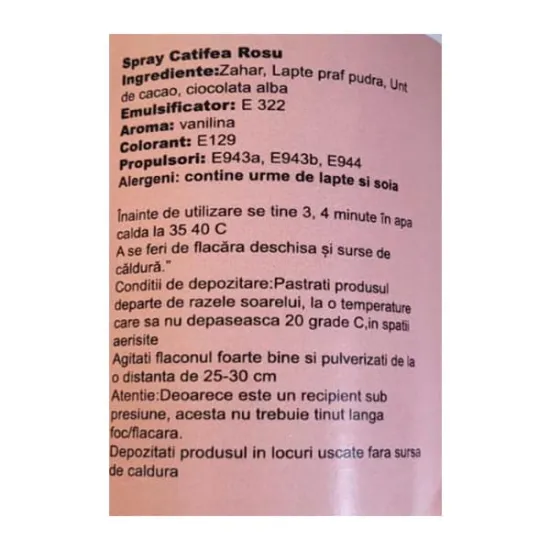 Spray Catifea Rosu
Ingrediente:Zahar, Lapte praf pudra, Unt
de cacao, ciocolata alba
Emulsificator: E 322
Aroma: vanilina
Colorant: E129
Propulsori: E943a, E943b, E944
Alergeni: contine urme de lapte si soia
Înainte de utilizare se tine 3, 4 minute în apa
calda la 35 40 C
A se feri de flacăra deschisa și surse de
căldură."
Conditii de depozitare:Pastrati produsul
departe de razele soarelui, la o temperature
care sa nu depaseasca 20 grade C,in spatii
aerisite
Agitati flaconul foarte bine si pulverizati de la
o distanta de 25-30 cm
Atentie:Deoarece este un recipient sub
presiune, acesta nu trebuie tinut langa
foc/flacara.
Depozitati produsul in locuri uscate fara sursa
de caldura